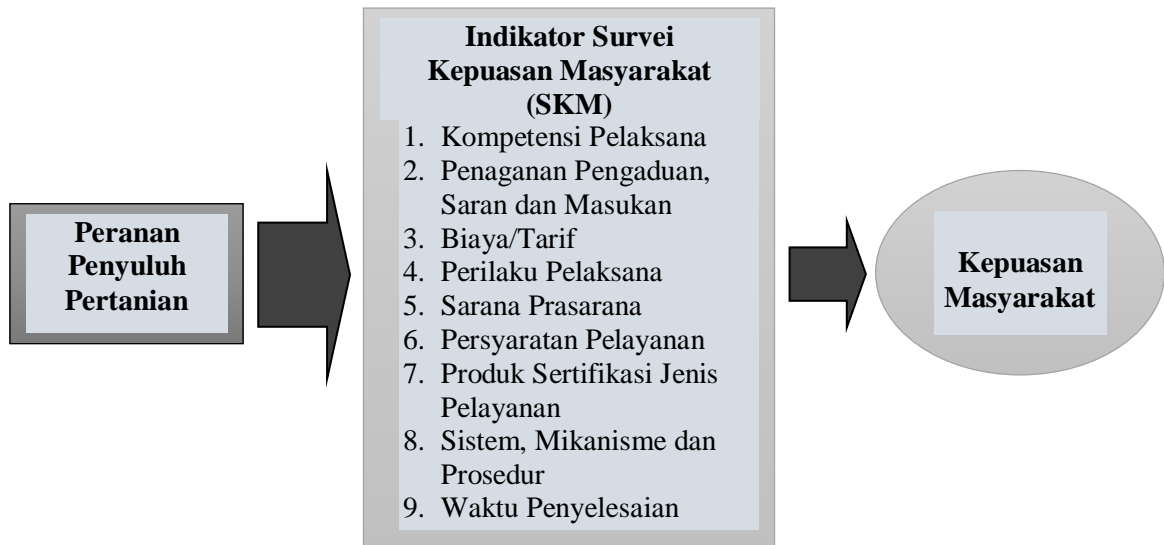 Peranan
Penyuluh
Pertanian
Indikator Survei
Kepuasan Masyarakat
(SKM)
1. Kompetensi Pelaksana
2. Penaganan Pengaduan,
Saran dan Masukan
3. Biaya/Tarif
4. Perilaku Pelaksana
5. Sarana Prasarana
6. Persyaratan Pelayanan
7. Produk Sertifikasi Jenis
Pelayanan
8. Sistem, Mikanisme dan
Prosedur
9. Waktu Penyelesaian
Kepuasan
Masyarakat